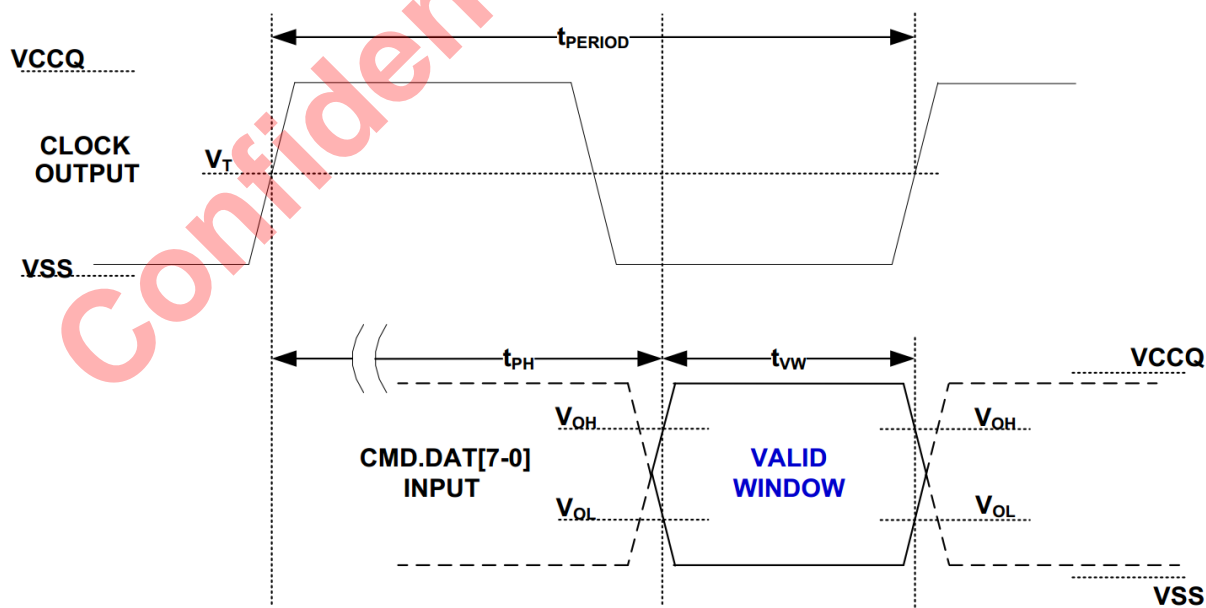 tPERIOD
VCCQ
CLOCK
OUTPUT
VT
VSS
Confiden
tPH
tVW
VCCQ
VOH
VOH
CMD.DAT[7-0]
INPUT
VALID
WINDOW
VOL
VOL
VSS